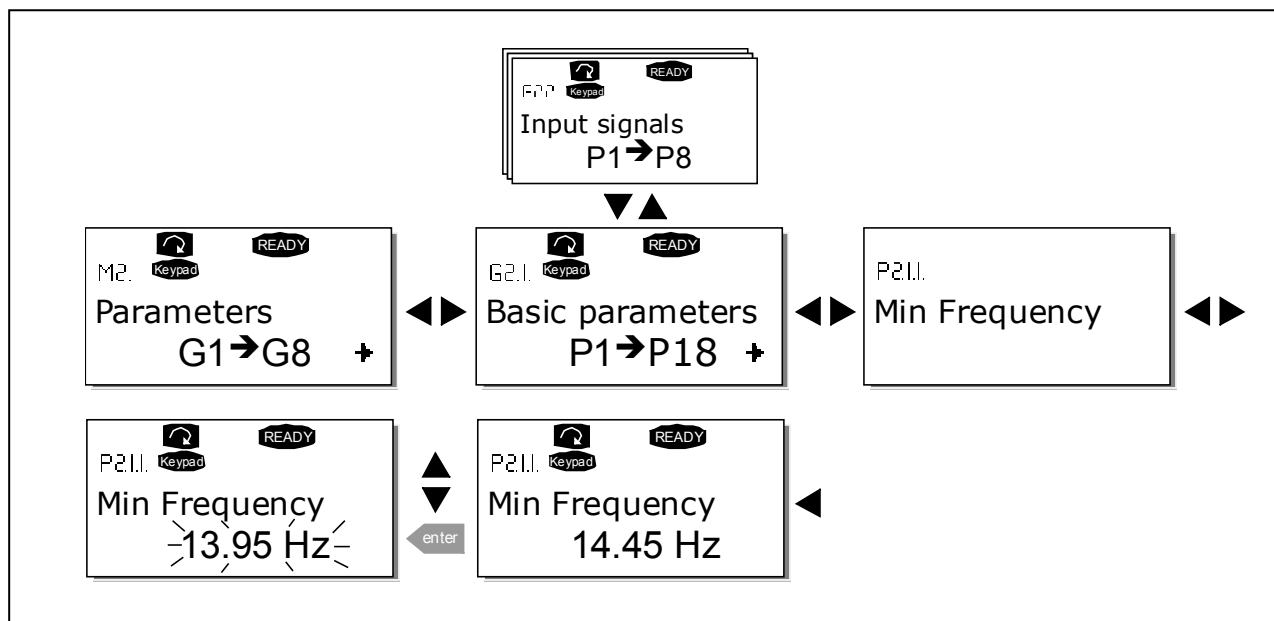 READY
Keypad
Input signals
P1➔P8
READY
M2. Keypad
Parameters
G1➔G8
READY
G2.1. Keypad
Basic parameters
P1➔P18
P2.1.1.
Min Frequency
READY
P2.1.1. Keypad
Min Frequency
13.95 Hz
enter
READY
P2.1.1. Keypad
Min Frequency
14.45 Hz